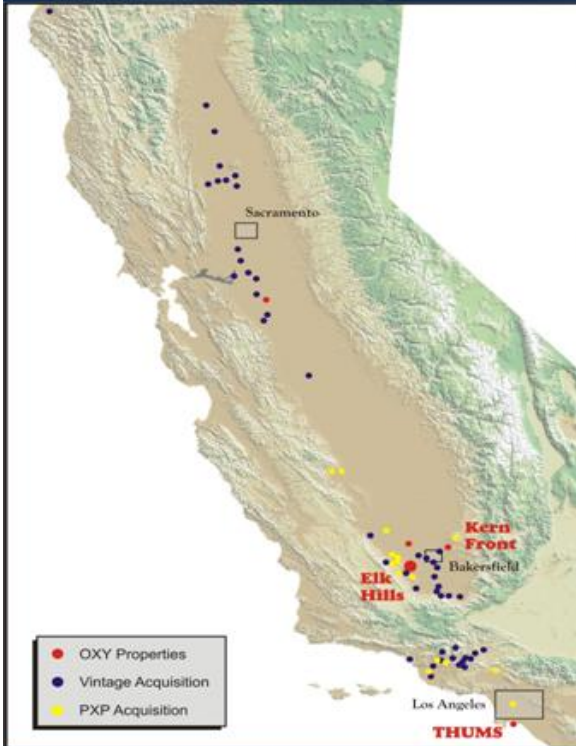 Sacramento
Kern
Front
Bakersfield
Elk
Hills
OXY Properties
Vintage Acquisition
PXP Acquisition
Los Angeles
THUMS